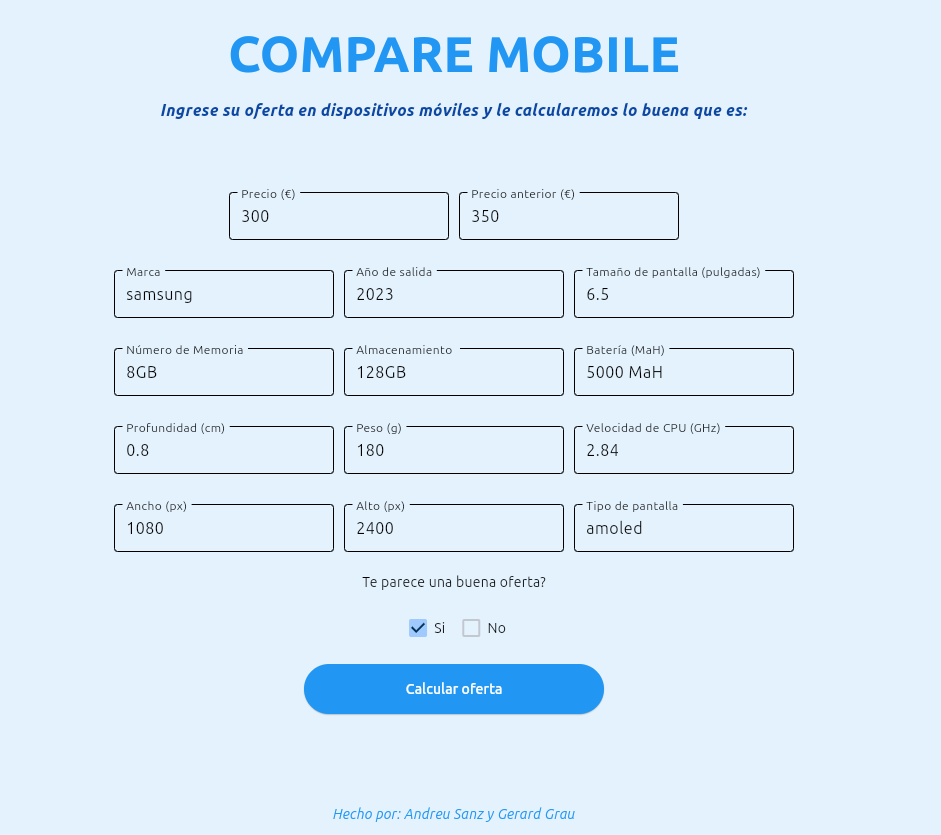 COMPARE MOBILE
Ingrese su oferta en dispositivos móviles y le calcularemos lo buena que es:
Precio (€)
300
Precio anterior (€)
350
Marca
samsung
Año de salida
2023
Tamaño de pantalla (pulgadas)
6.5
Número de Memoria
8GB
Almacenamiento
128GB
Batería (MaH)
5000 MaH
Profundidad (cm)
0.8
Peso (g)
180
Velocidad de CPU (GHz)
2.84
Ancho (px)
1080
Alto (px)
2400
Tipo de pantalla
amoled
Te parece una buena oferta?
Si
No
Calcular oferta
Hecho por: Andreu Sanz y Gerard Grau